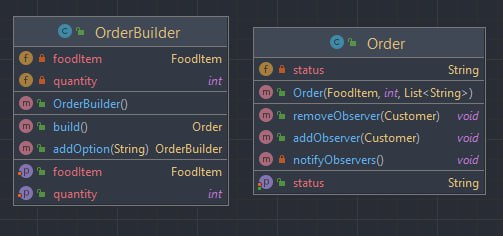 OrderBuilder
foodItem FoodItem
quantity int
OrderBuilder()
build() Order
addOption(String) OrderBuilder
foodItem FoodItem
quantity int
Order
status String
Order(FoodItem, int, List<String>)
removeObserver(Customer) void
addObserver(Customer) void
notifyObservers() void
status String